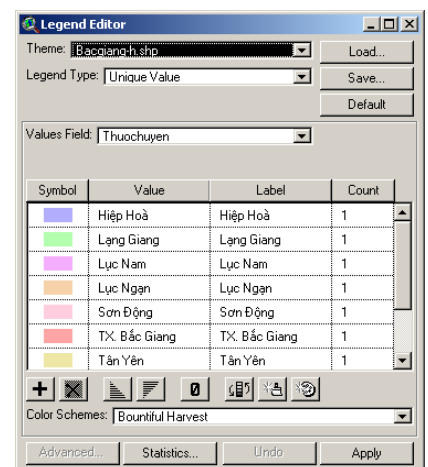 Legend Editor
Theme: Bacgiang-h.shp
Load...
Legend Type: Unique Value
Save...
Default
Values Field: Thuochuyen
Symbol Value Label Count
Hiệp Hoà Hiệp Hoà 1
Lạng Giang Lạng Giang 1
Lục Nam Lục Nam 1
Lục Ngạn Lục Ngạn 1
Sơn Động Sơn Động 1
TX. Bắc Giang TX. Bắc Giang 1
Tân Yên Tân Yên 1
Color Schemes: Bountiful Harvest
Advanced... Statistics... Undo Apply